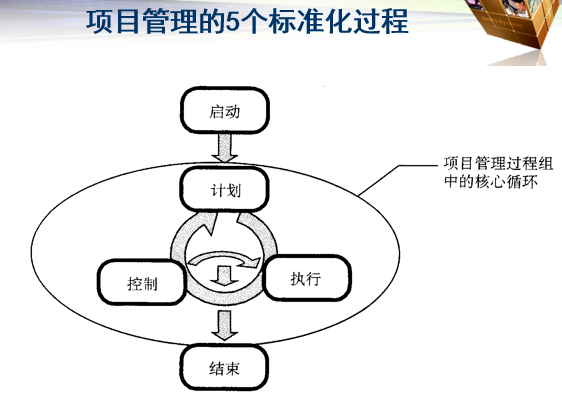 项目管理的5个标准化过程
启动
项目管理过程组
中的核心循环
计划
控制
执行
结束